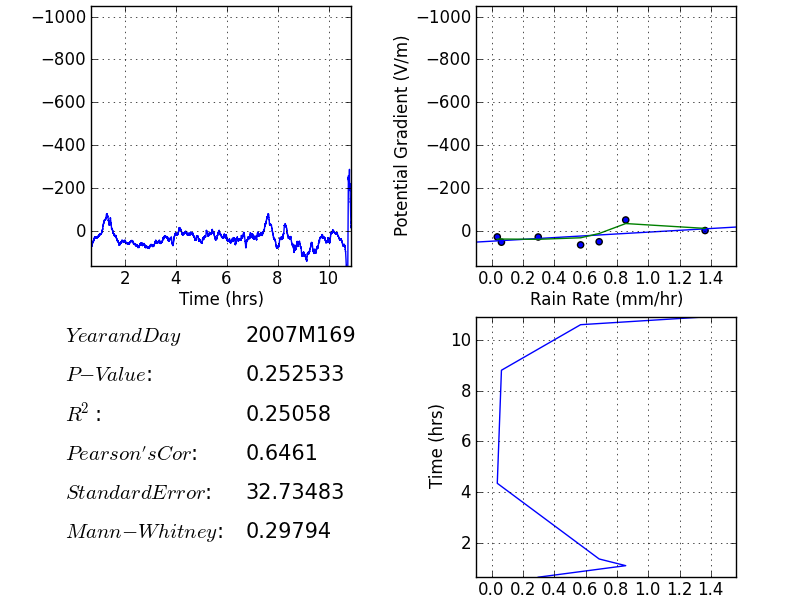 −1000
−800
−600
−400
−200
0
2 4 6 8 10
Time (hrs)
Potential Gradient (V/m)
−1000
−800
−600
−400
−200
0
0.0 0.2 0.4 0.6 0.8 1.0 1.2 1.4
Rain Rate (mm/hr)
YearandDay 2007M169
P−Value: 0.252533
R²: 0.25058
Pearson'sCor: 0.6461
StandardError: 32.73483
Mann−Whitney: 0.29794
Time (hrs)
10
8
6
4
2
0.0 0.2 0.4 0.6 0.8 1.0 1.2 1.4